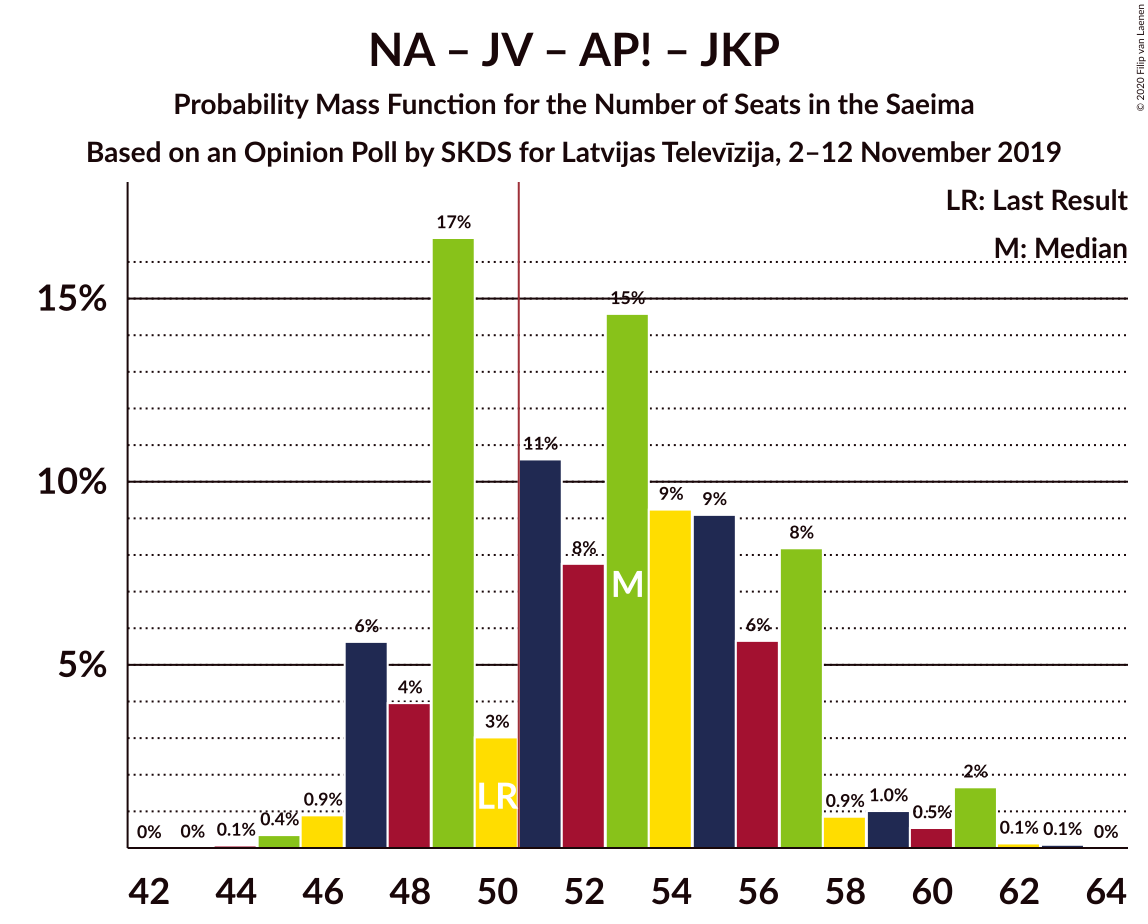 NA – JV – AP! – JKP
Probability Mass Function for the Number of Seats in the Saeima
Based on an Opinion Poll by SKDS for Latvijas Televīzija, 2–12 November 2019
© 2020 Filip van Laenen
LR: Last Result
M: Median
15%
10%
5%
0%
0%
0.1%
0.4%
0.9%
6%
4%
17%
3%
11%
8%
15%
9%
9%
6%
8%
0.9%
1.0%
0.5%
2%
0.1%
0.1%
0%
LR
M
42 44 46 48 50 52 54 56 58 60 62 64